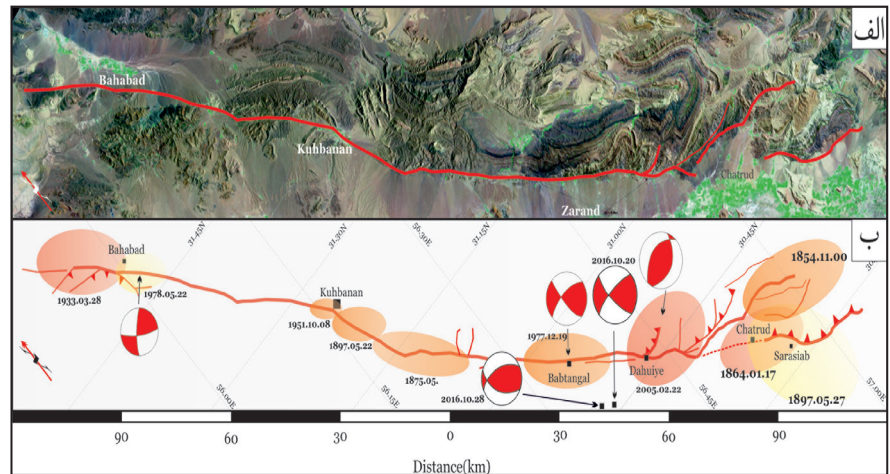 الف
Bahabad
Kuhbanan
Chatrud
Zarand
ب
31.45N
31.30N
56.30E
31.15N
31.00N
30.45N
Bahabad
1933.03.28
1978.05.22
Kuhbanan
1951.10.08
1897.05.22
1875.05.
1977.12.19
2016.10.20
1854.11.00
Babtangal
Dahuiye
2005.02.22
2016.10.28
Chatrud
Sarasiab
1864.01.17
1897.05.27
56.00E
56.15E
56.45E
57.00E
90 60 30 0 30 60 90
Distance(km)